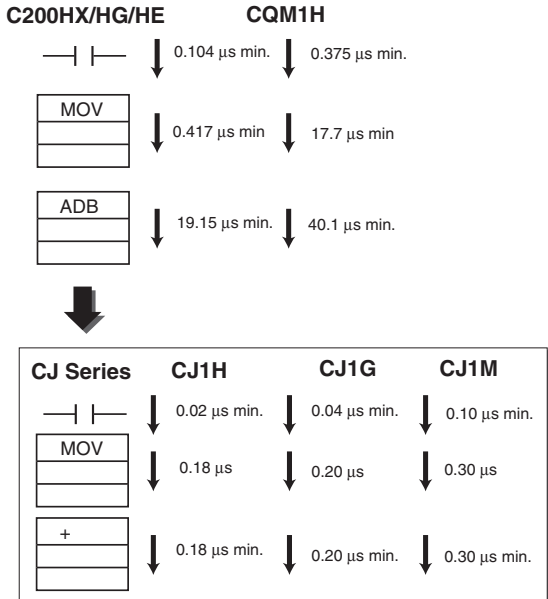 C200HX/HG/HE CQM1H
0.104 µs min. 0.375 µs min.
MOV
0.417 µs min 17.7 µs min
ADB
19.15 µs min. 40.1 µs min.
CJ Series CJ1H CJ1G CJ1M
0.02 µs min. 0.04 µs min. 0.10 µs min.
MOV
0.18 µs 0.20 µs 0.30 µs
+
0.18 µs min. 0.20 µs min. 0.30 µs min.